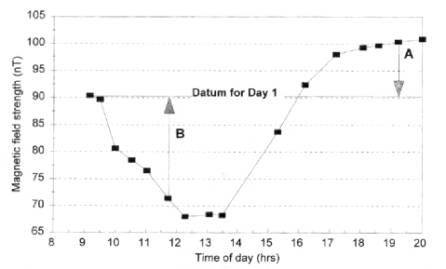 105
100
95
90
85
80
75
70
65
Magnetic field strength (nT)
Datum for Day 1
A
B
8 9 10 11 12 13 14 15 16 17 18 19 20
Time of day (hrs)